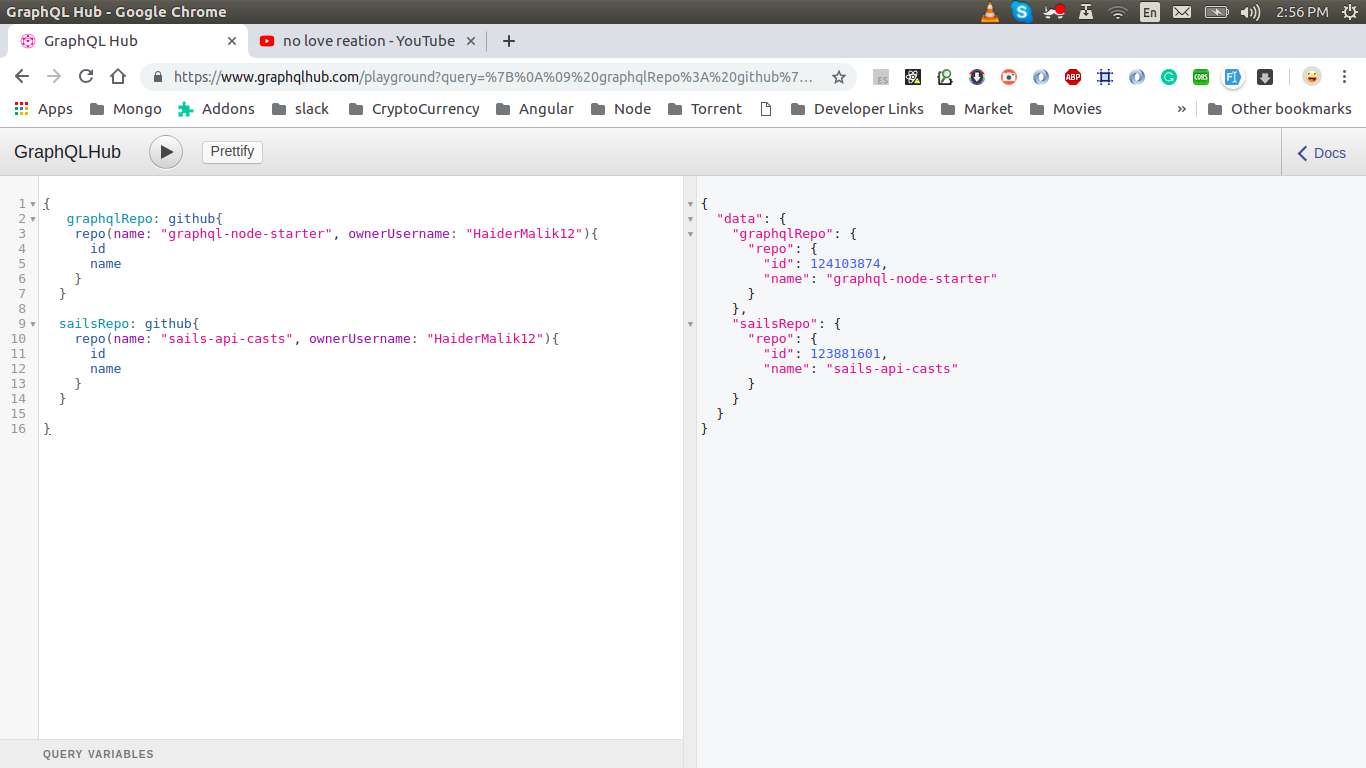 GraphQL Hub - Google Chrome
En
2:56 PM
GraphQL Hub
no love reation - YouTube
https://www.graphqlhub.com/playground?query=%7B%0A%09%20graphqlRepo%3A%20github%7...
ES
ABP
CORS
Apps
Mongo
Addons
slack
CryptoCurrency
Angular
Node
Torrent
Developer Links
Market
Movies
»
Other bookmarks
GraphQLHub
Prettify
Docs
1 {
2 graphqlRepo: github{
3 repo(name: "graphql-node-starter", ownerUsername: "HaiderMalik12"){
4 id
5 name
6 }
7 }
8
9 sailsRepo: github{
10 repo(name: "sails-api-casts", ownerUsername: "HaiderMalik12"){
11 id
12 name
13 }
14 }
15
16 }
{
"data": {
"graphqlRepo": {
"repo": {
"id": 124103874,
"name": "graphql-node-starter"
}
},
"sailsRepo": {
"repo": {
"id": 123881601,
"name": "sails-api-casts"
}
}
}
}
QUERY VARIABLES